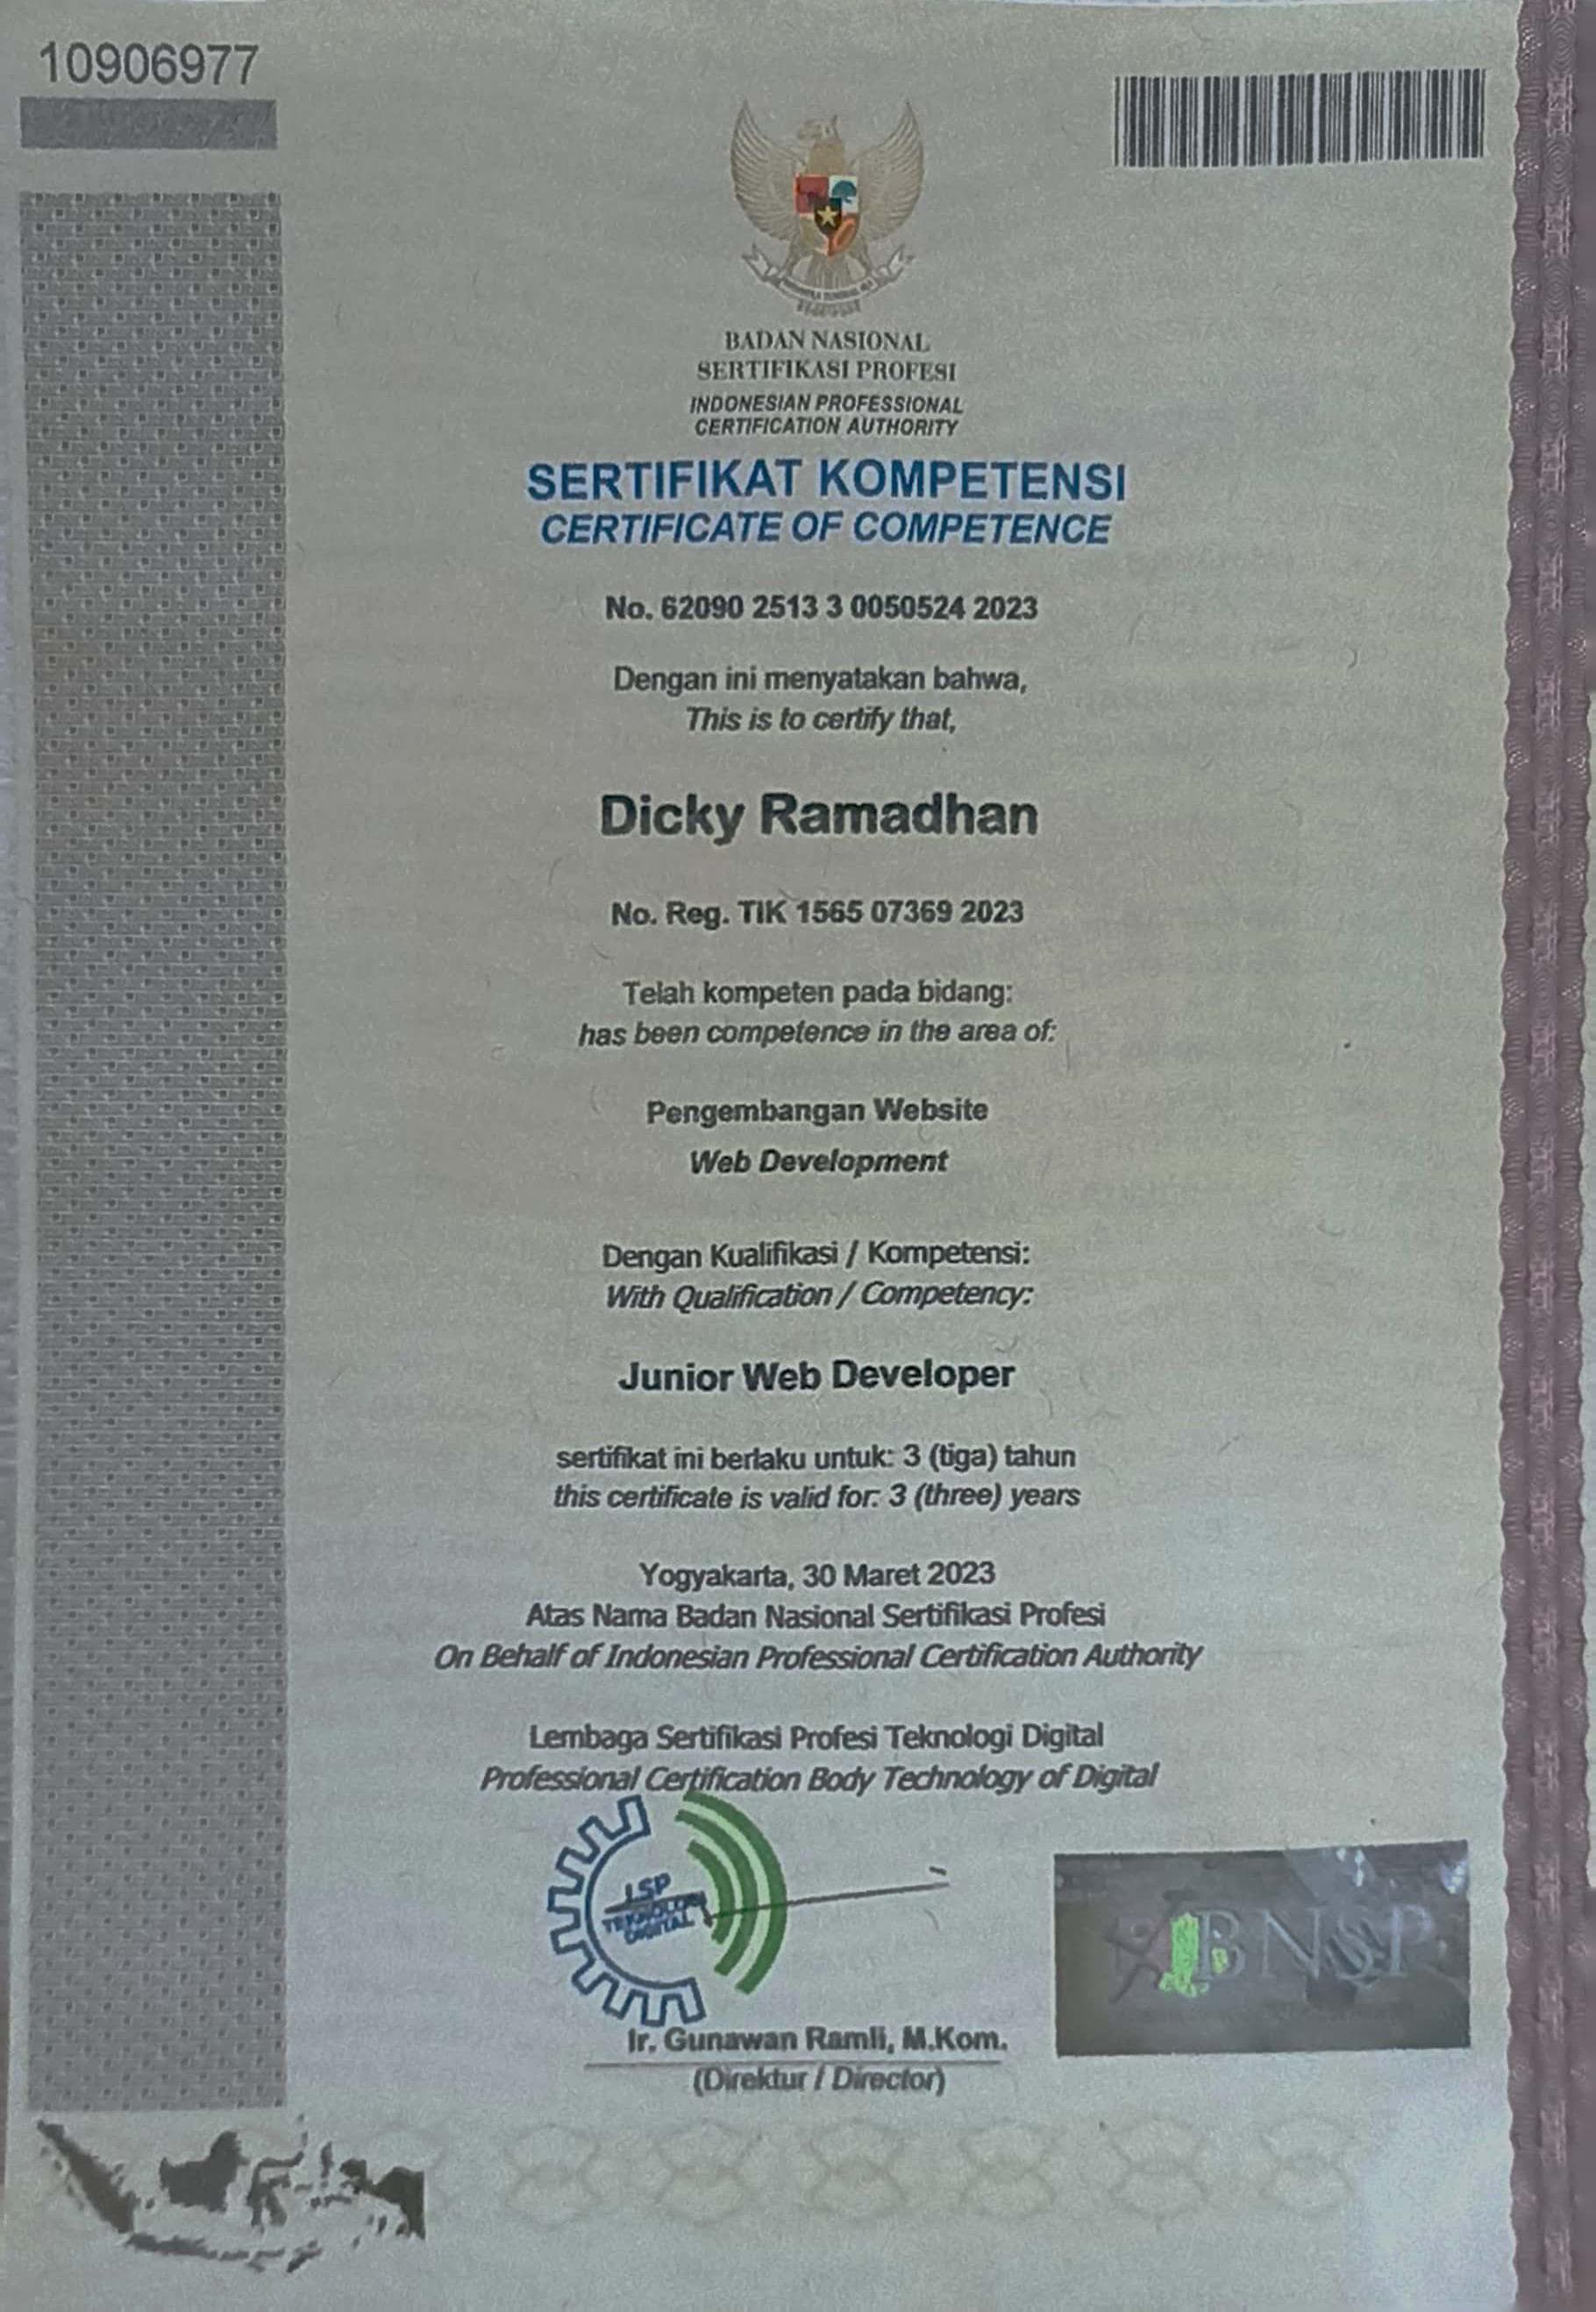 10906977
BADAN NASIONAL
SERTIFIKASI PROFESI
INDONESIAN PROFESSIONAL
CERTIFICATION AUTHORITY
SERTIFIKAT KOMPETENSI
CERTIFICATE OF COMPETENCE
No. 62090 2513 3 0050524 2023
Dengan ini menyatakan bahwa,
This is to certify that,
Dicky Ramadhan
No. Reg. TIK 1565 07369 2023
Telah kompeten pada bidang:
has been competence in the area of:
Pengembangan Website
Web Development
Dengan Kualifikasi / Kompetensi:
With Qualification / Competency:
Junior Web Developer
sertifikat ini berlaku untuk: 3 (tiga) tahun
this certificate is valid for: 3 (three) years
Yogyakarta, 30 Maret 2023
Atas Nama Badan Nasional Sertifikasi Profesi
On Behalf of Indonesian Professional Certification Authority
Lembaga Sertifikasi Profesi Teknologi Digital
Professional Certification Body Technology of Digital
LSP
TEKNOLOGI
DIGITAL
BNSP
Ir. Gunawan Ramli, M.Kom.
(Direktur / Director)